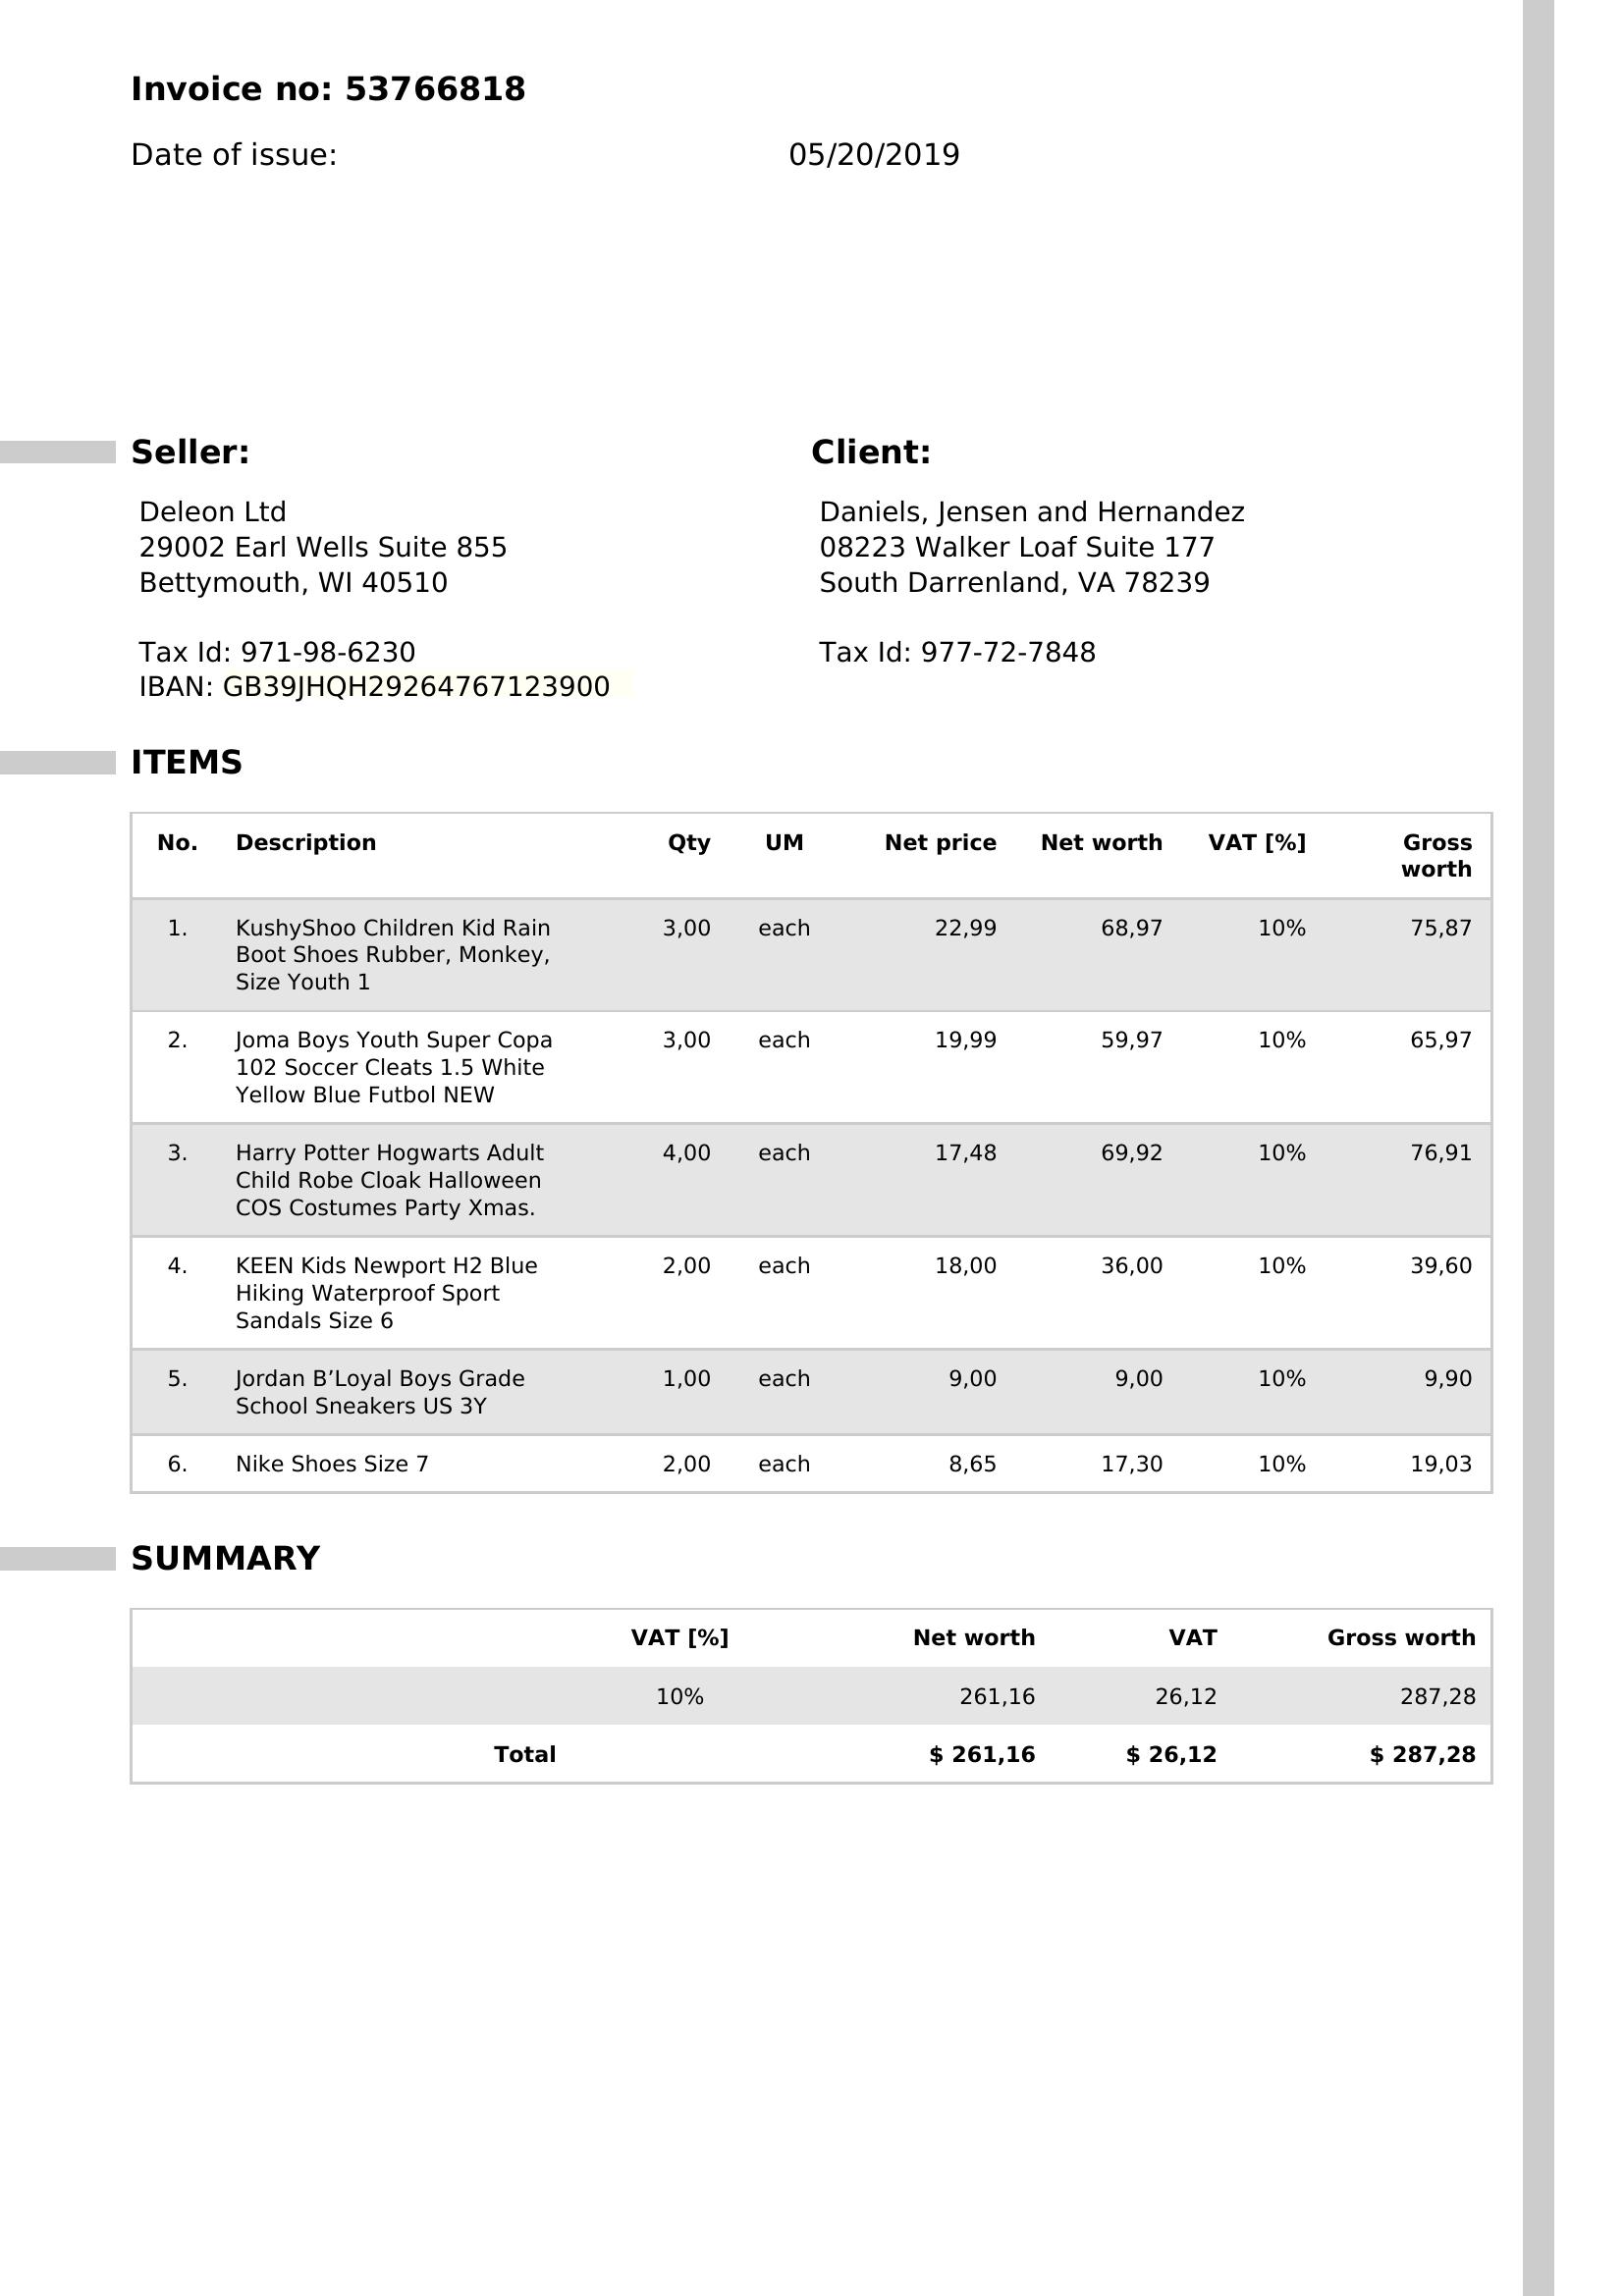 Invoice no: 53766818
Date of issue: 05/20/2019
Seller:
Deleon Ltd
29002 Earl Wells Suite 855
Bettymouth, WI 40510
Tax Id: 971-98-6230
IBAN: GB39JHQH29264767123900
Client:
Daniels, Jensen and Hernandez
08223 Walker Loaf Suite 177
South Darrenland, VA 78239
Tax Id: 977-72-7848
ITEMS
No. Description Qty UM Net price Net worth VAT [%] Gross
worth
1. KushyShoo Children Kid Rain 3,00 each 22,99 68,97 10% 75,87
Boot Shoes Rubber, Monkey,
Size Youth 1
2. Joma Boys Youth Super Copa 3,00 each 19,99 59,97 10% 65,97
102 Soccer Cleats 1.5 White
Yellow Blue Futbol NEW
3. Harry Potter Hogwarts Adult 4,00 each 17,48 69,92 10% 76,91
Child Robe Cloak Halloween
COS Costumes Party Xmas.
4. KEEN Kids Newport H2 Blue 2,00 each 18,00 36,00 10% 39,60
Hiking Waterproof Sport
Sandals Size 6
5. Jordan B’Loyal Boys Grade 1,00 each 9,00 9,00 10% 9,90
School Sneakers US 3Y
6. Nike Shoes Size 7 2,00 each 8,65 17,30 10% 19,03
SUMMARY
VAT [%] Net worth VAT Gross worth
10% 261,16 26,12 287,28
Total $ 261,16 $ 26,12 $ 287,28